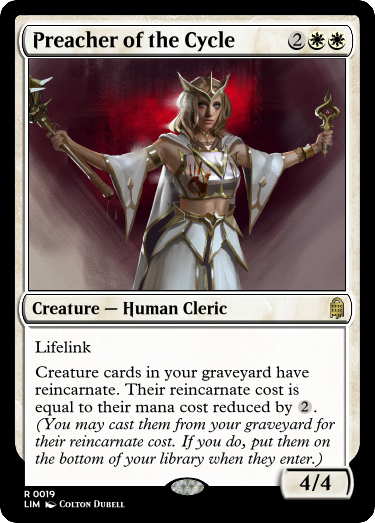 Preacher of the Cycle 2
Creature — Human Cleric
Lifelink
Creature cards in your graveyard have
reincarnate. Their reincarnate cost is
equal to their mana cost reduced by 2.
(You may cast them from your graveyard for
their reincarnate cost. If you do, put them on
the bottom of your library when they enter.)
4/4
R 0019
LIM Colton Dubell